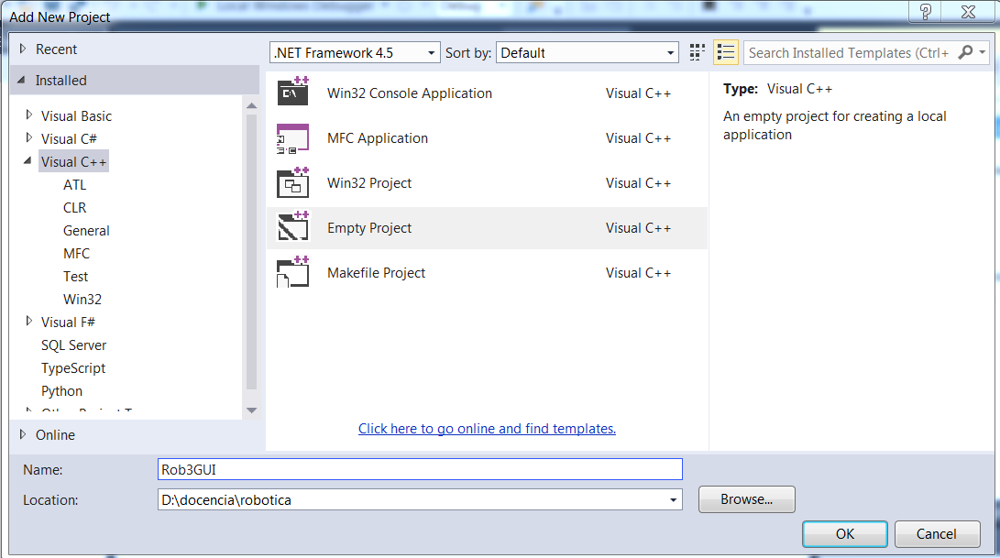 Add New Project
Recent
Installed
Visual Basic
Visual C#
Visual C++
ATL
CLR
General
MFC
Test
Win32
Visual F#
SQL Server
TypeScript
Python
Online
.NET Framework 4.5
Sort by: Default
Search Installed Templates (Ctrl+
Win32 Console Application Visual C++
MFC Application Visual C++
Win32 Project Visual C++
Empty Project Visual C++
Makefile Project Visual C++
Click here to go online and find templates.
Type: Visual C++
An empty project for creating a local
application
Name: Rob3GUI
Location: D:\docencia\robotica
Browse...
OK Cancel